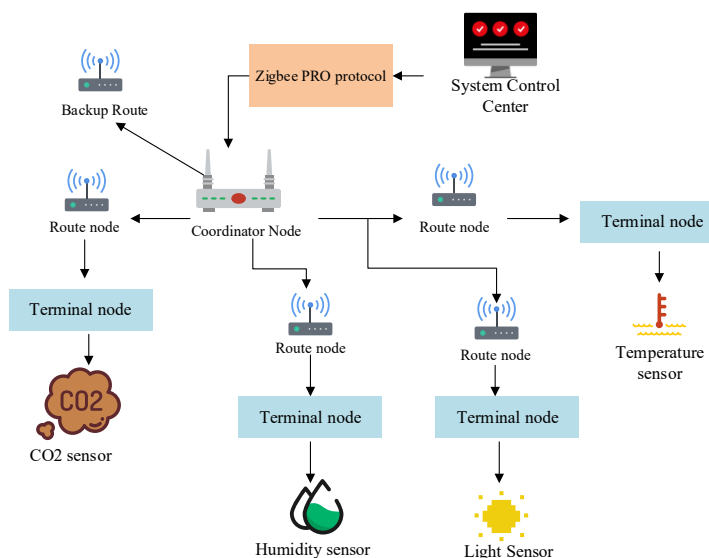 Zigbee PRO protocol
System Control
Center
Backup Route
Route node
Coordinator Node
Route node
Terminal node
Terminal node
Route node
Route node
Temperature
sensor
CO2
Terminal node
Terminal node
CO2 sensor
Humidity sensor
Light Sensor